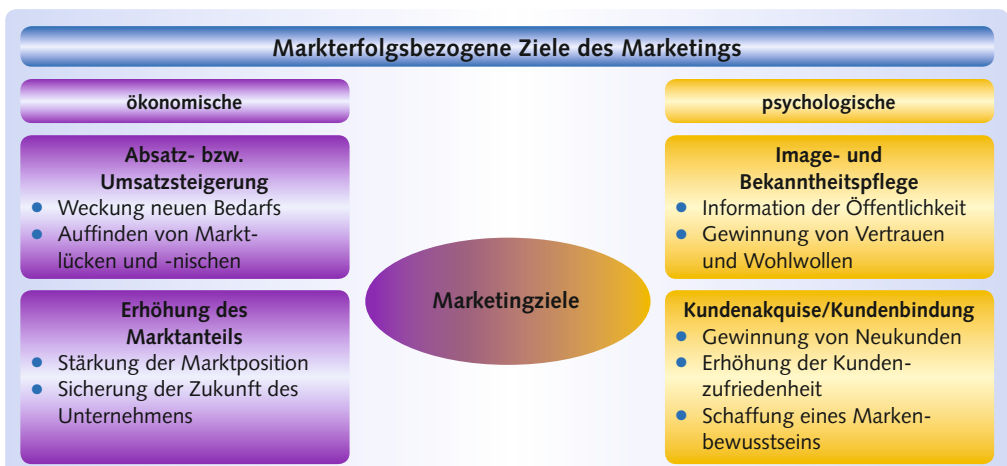 Markterfolgsbezogene Ziele des Marketings
ökonomische
Absatz- bzw.
Umsatzsteigerung
● Weckung neuen Bedarfs
● Auffinden von Markt-
lücken und -nischen
Erhöhung des
Marktanteils
● Stärkung der Marktposition
● Sicherung der Zukunft des
Unternehmens
Marketingziele
psychologische
Image- und
Bekanntheitspflege
● Information der Öffentlichkeit
● Gewinnung von Vertrauen
und Wohlwollen
Kundenakquise/Kundenbindung
● Gewinnung von Neukunden
● Erhöhung der Kunden-
zufriedenheit
● Schaffung eines Marken-
bewusstseins